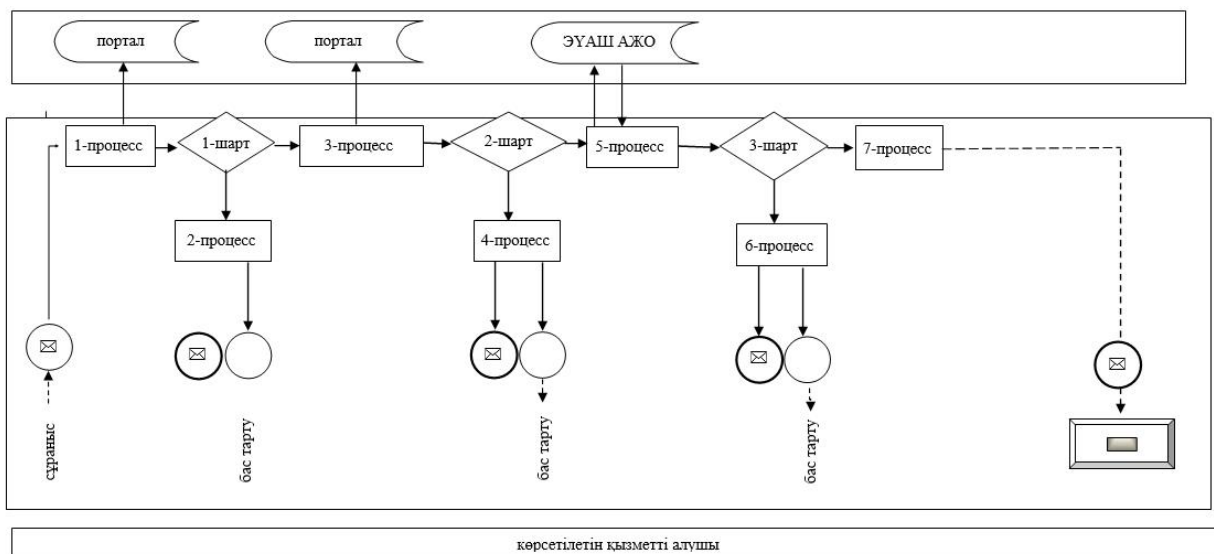 портал
портал
ЭҮАШ АЖО
1-процесс
1-шарт
3-процесс
2-шарт
5-процесс
3-шарт
7-процесс
2-процесс
4-процесс
6-процесс
сұраныс
бас тарту
бас тарту
бас тарту
көрсетілетін қызметті алушы